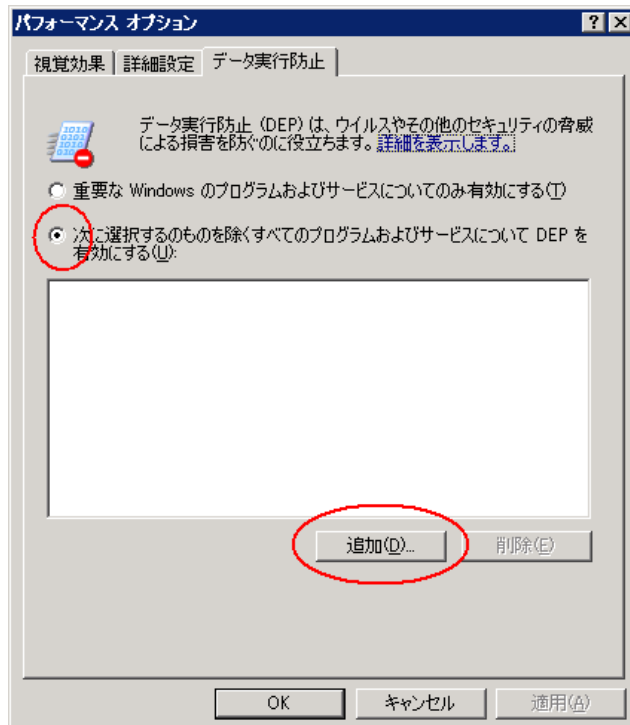 パフォーマンス オプション
視覚効果 詳細設定 データ実行防止
データ実行防止 (DEP) は、ウイルスやその他のセキュリティの脅威
による損害を防ぐのに役立ちます。詳細を表示します。
重要な Windows のプログラムおよびサービスについてのみ有効にする(T)
次に選択するのものを除くすべてのプログラムおよびサービスについて DEP を
有効にする(U):
追加(D)... 削除(E)
OK キャンセル 適用(A)